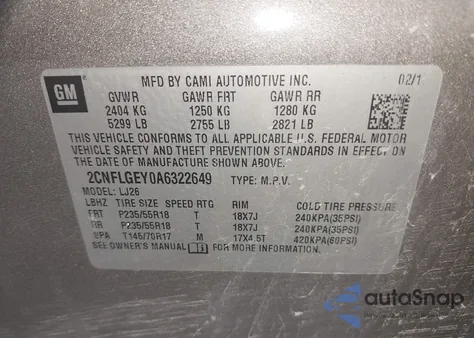 GM
MFD BY CAMI AUTOMOTIVE INC.
02/1
GVWR GAWR FRT GAWR RR
2404 KG 1250 KG 1280 KG
5299 LB 2755 LB 2821 LB
THIS VEHICLE CONFORMS TO ALL APPLICABLE U.S. FEDERAL MOTOR
VEHICLE SAFETY AND THEFT PREVENTION STANDARDS IN EFFECT ON
THE DATE OF MANUFACTURE SHOWN ABOVE.
2CNFLGEY0A6322649 TYPE: M.P.V.
MODEL: LJ26
LBHZ TIRE SIZE SPEED RTG RIM COLD TIRE PRESSURE
FRT P235/55R18 T 18X7J 240KPA(35PSI)
RR P235/55R18 T 18X7J 240KPA(35PSI)
SPA T145/70R17 M 17X4.5T 420KPA(60PSI)
SEE OWNER'S MANUAL FOR MORE INFORMATION.
autoSnap